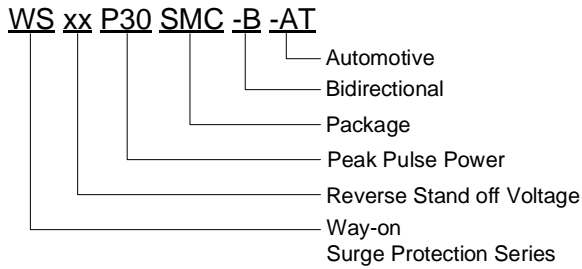 WS xx P30 SMC -B -AT
Automotive
Bidirectional
Package
Peak Pulse Power
Reverse Stand off Voltage
Way-on
Surge Protection Series